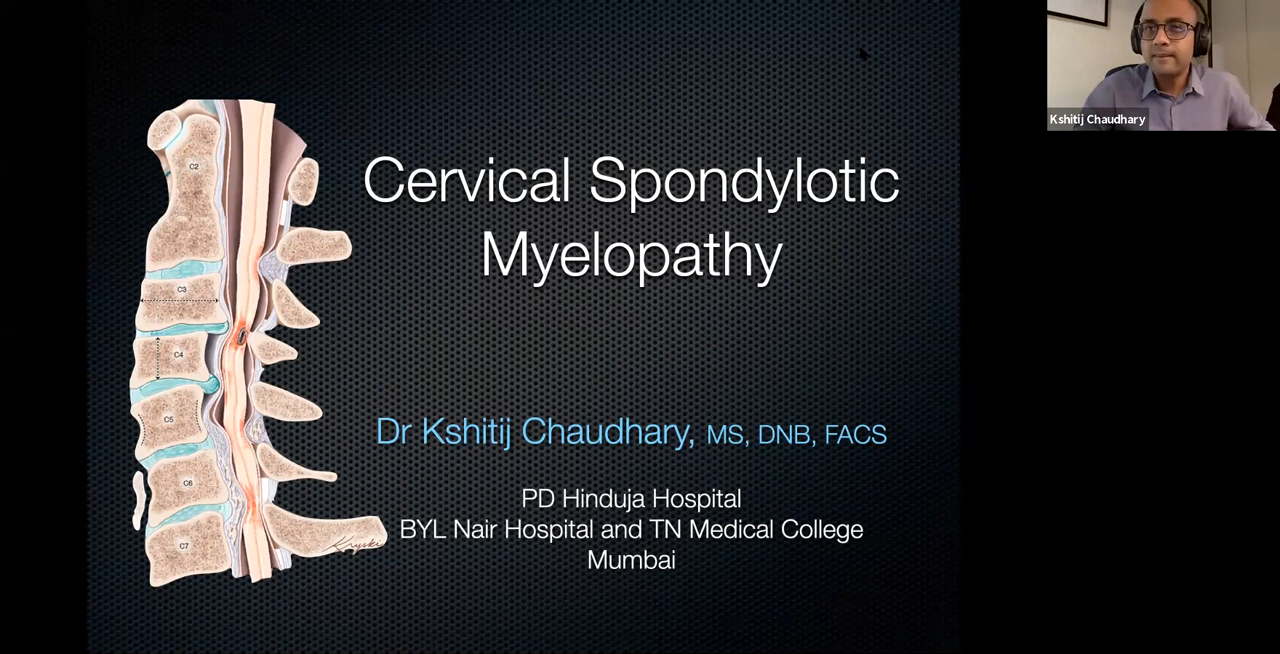 Kshitij Chaudhary
Cervical Spondylotic
Myelopathy
C2
C3
C4
C5
C6
C7
Dr Kshitij Chaudhary, MS, DNB, FACS
PD Hinduja Hospital
BYL Nair Hospital and TN Medical College
Mumbai
Kryski